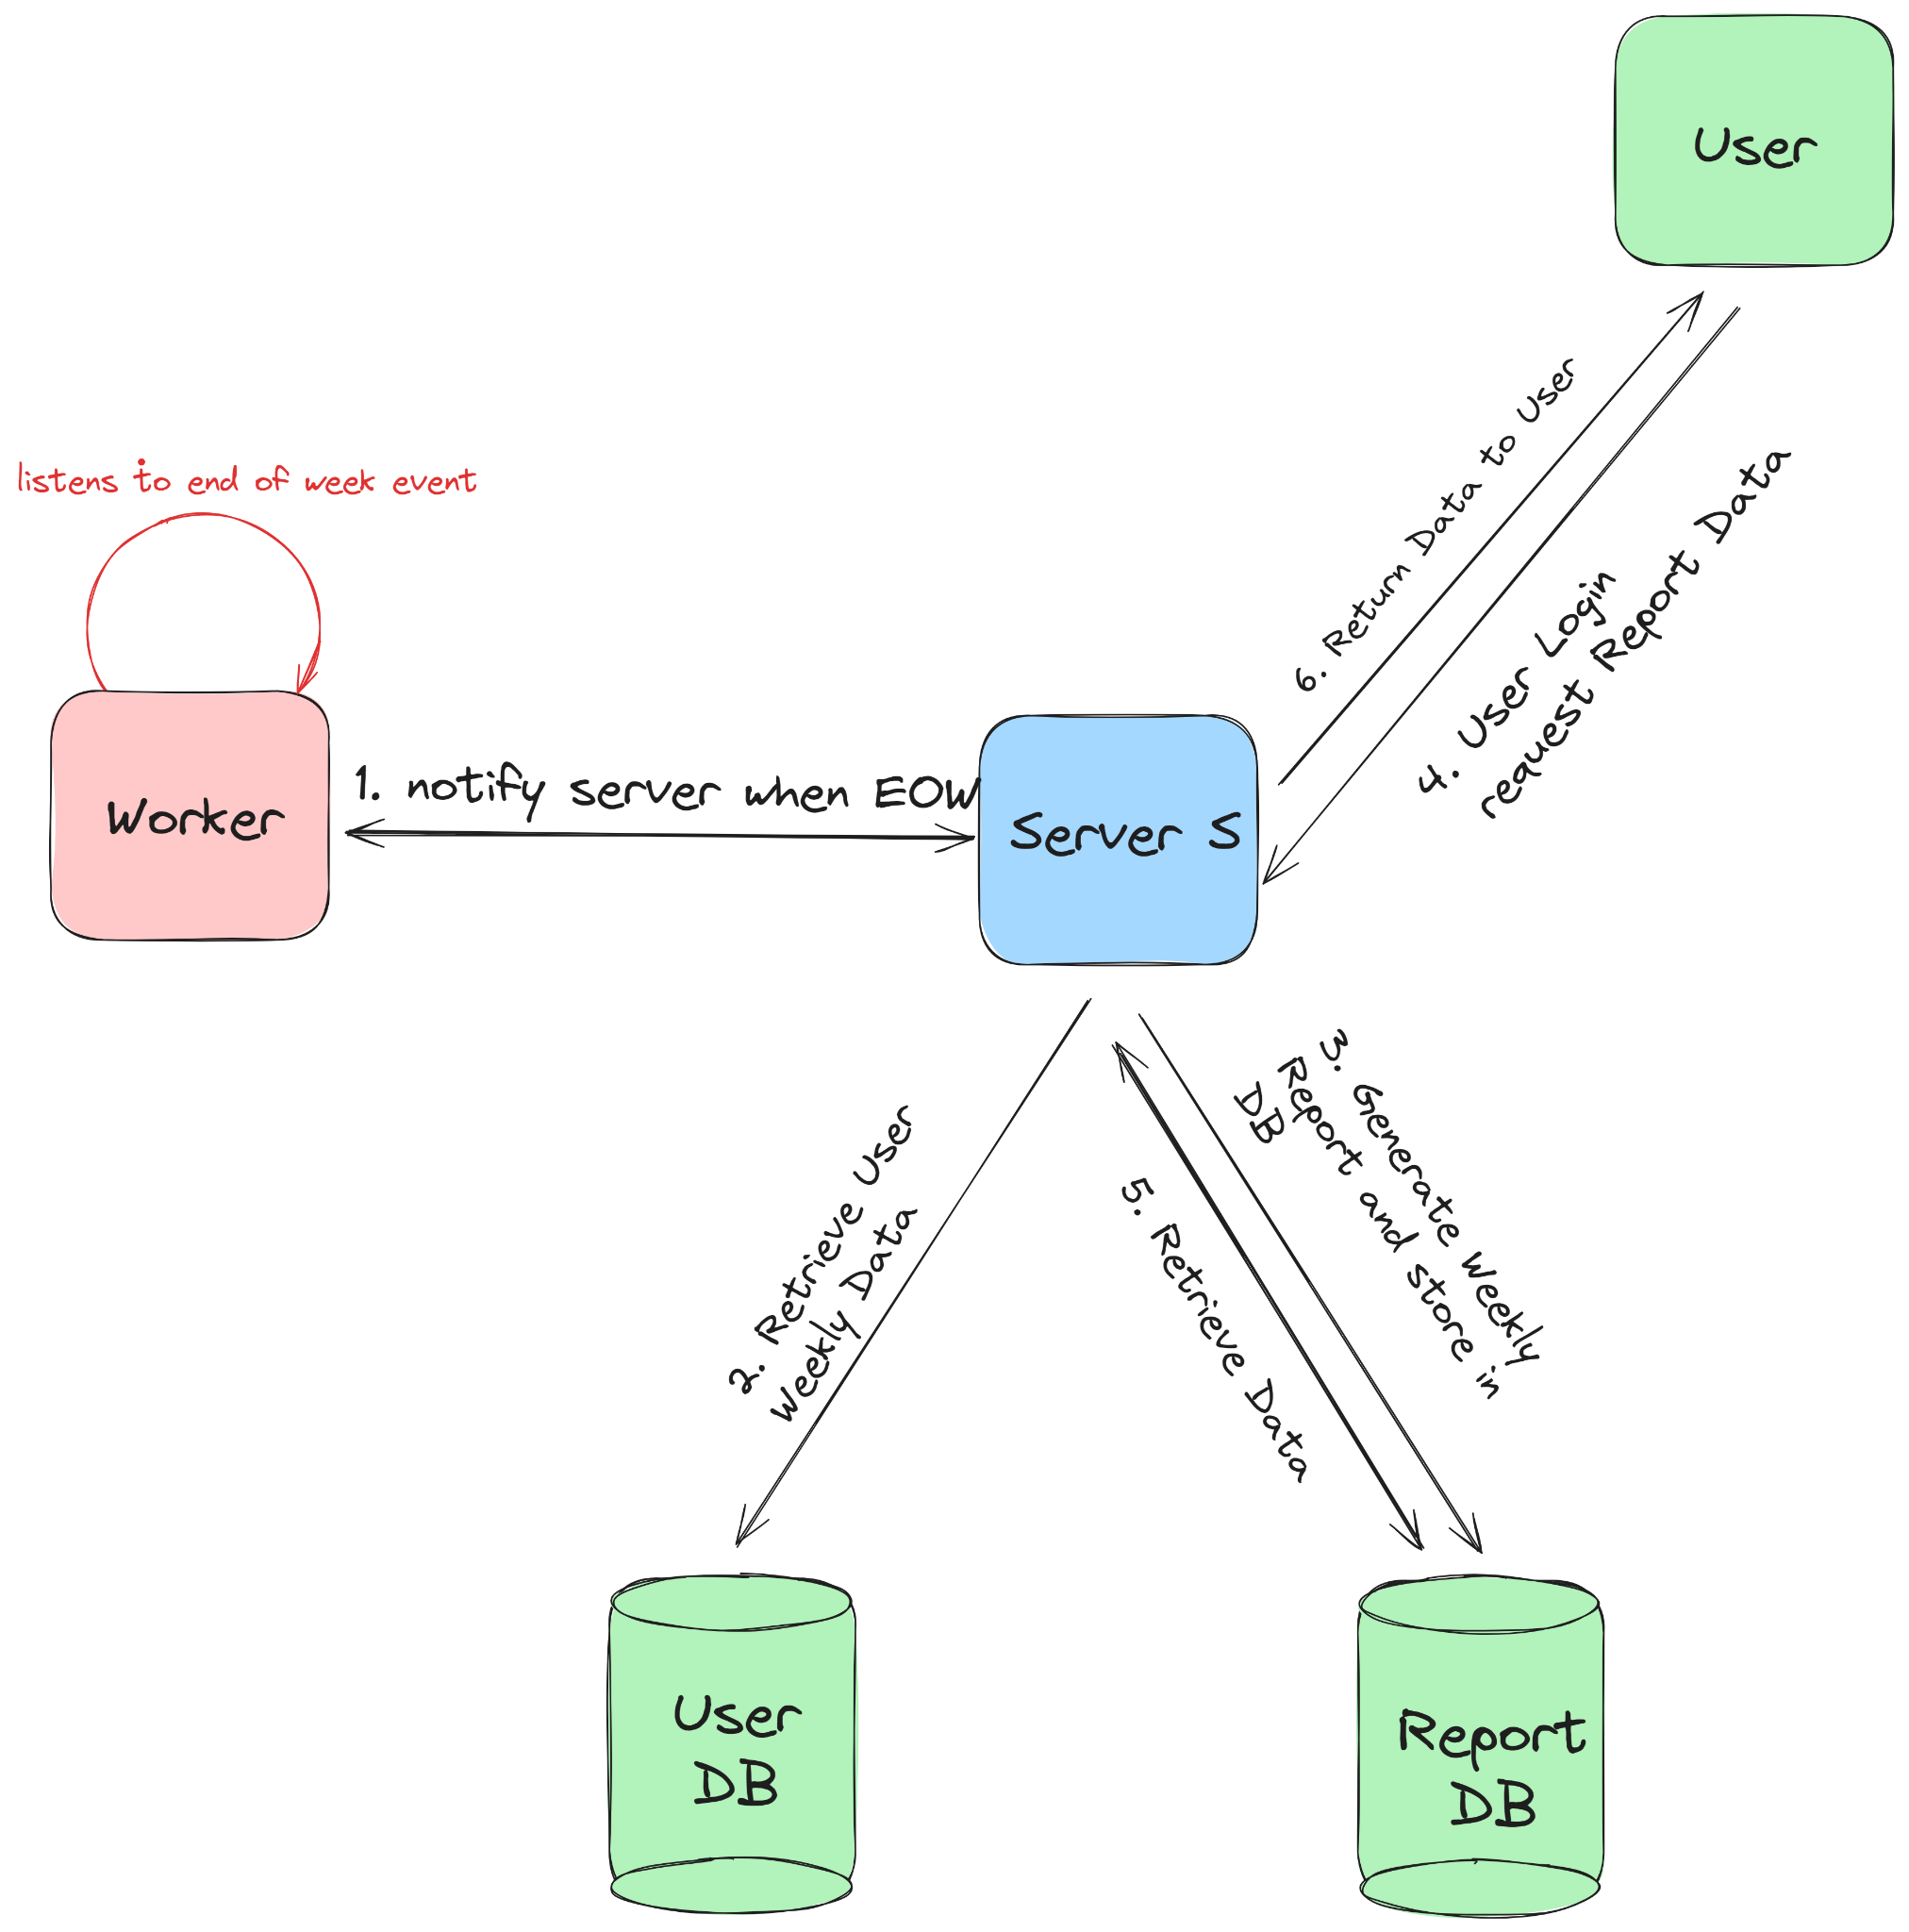 User
listens to end of week event
6. Return Data to User
4. User Login
request Report Data
Worker
1. notify server when EOW
Server S
2. Retrieve User
Weekly Data
3. Generate Weekly
Report and store in
DB
5. Retrieve Data
User
DB
Report
DB